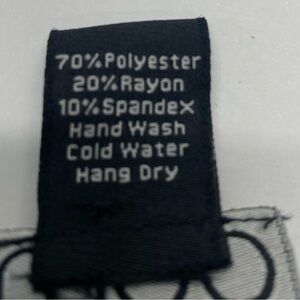 70%Polyester
20%Rayon
10%Spandex
Hand Wash
Cold Water
Hang Dry